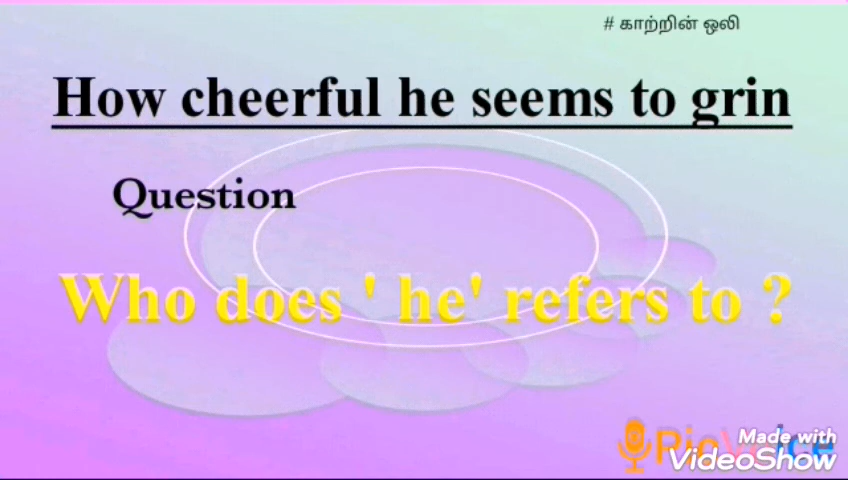 # காற்றின் ஒலி
How cheerful he seems to grin
Question
Who does ' he' refers to ?
Made with
VideoShow